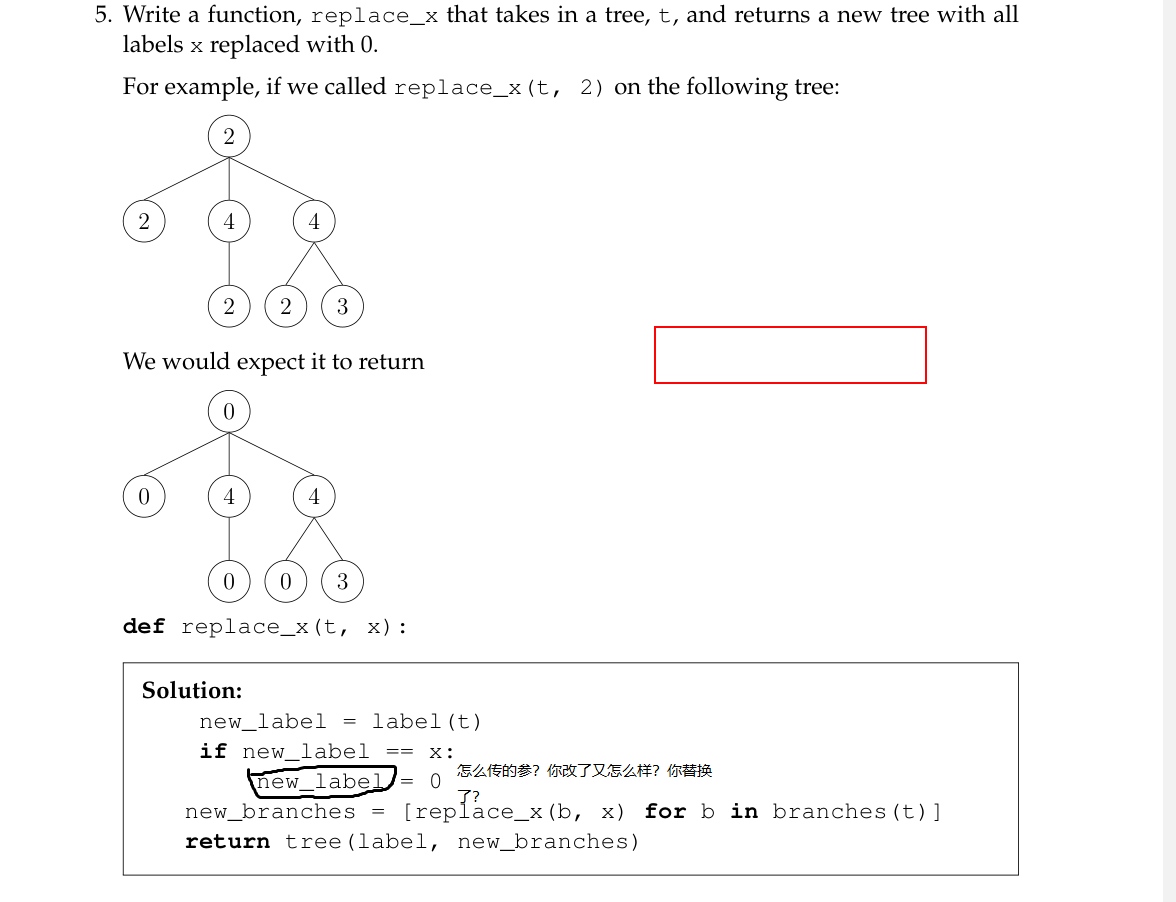 5. Write a function, replace_x that takes in a tree, t, and returns a new tree with all
labels x replaced with 0.
For example, if we called replace_x(t, 2) on the following tree:
2
2 4 4
2 2 3
We would expect it to return
0
0 4 4
0 0 3
def replace_x(t, x):
Solution:
new_label = label(t)
if new_label == x:
new_label = 0
怎么传的参？你改了又怎么样？你替换
了？
new_branches = [replace_x(b, x) for b in branches(t)]
return tree(label, new_branches)